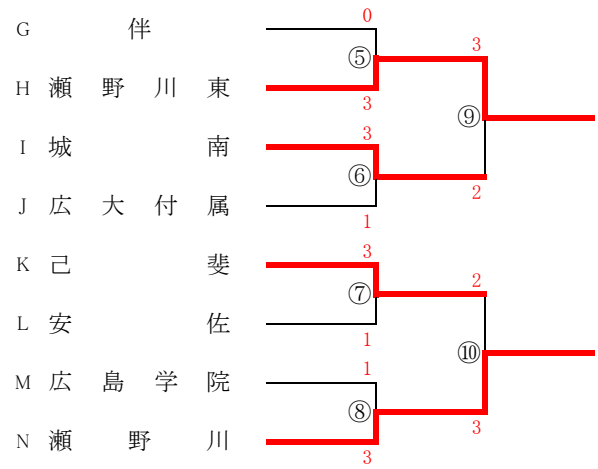 0
G 伴
⑤ 3
H 瀬野川東
3 ⑨
I 城南 3
⑥
J 広大付属 2
1
K 己斐 3
⑦ 2
L 安佐
1 ⑩
M 広島学院 1
⑧
N 瀬野川 3
3